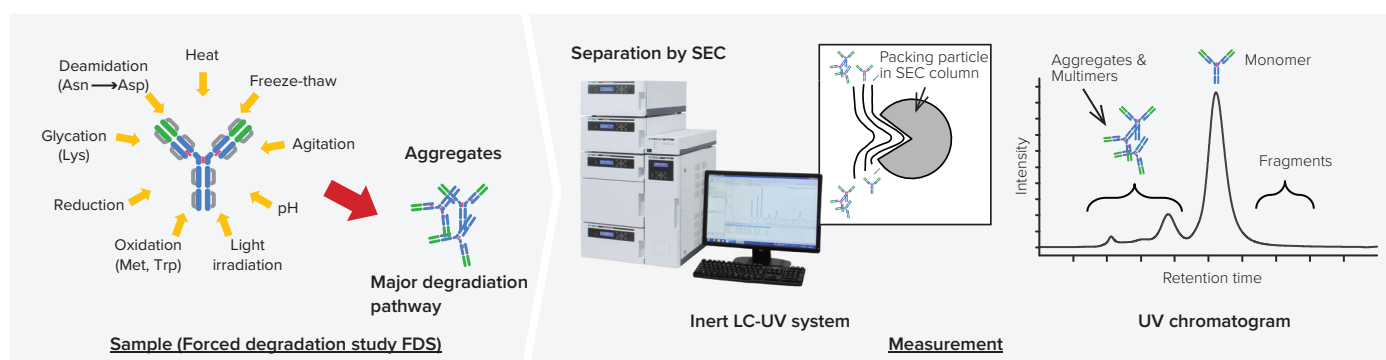 Heat
Deamidation
(Asn ⟶ Asp)
Freeze-thaw
Glycation
(Lys)
Agitation
Reduction
pH
Oxidation
(Met, Trp)
Light
irradiation
Aggregates
Major degradiation
pathway
Sample (Forced degradation study FDS)
Separation by SEC
Packing particle
in SEC column
Inert LC-UV system
Measurement
Aggregates &
Multimers
Monomer
Fragments
Intensity
Retention time
UV chromatogram